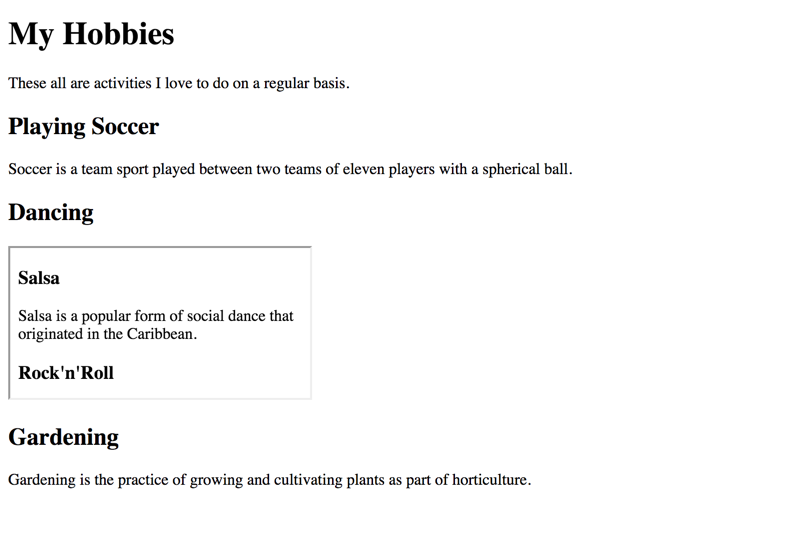 My Hobbies
These all are activities I love to do on a regular basis.
Playing Soccer
Soccer is a team sport played between two teams of eleven players with a spherical ball.
Dancing
Salsa
Salsa is a popular form of social dance that
originated in the Caribbean.
Rock'n'Roll
Gardening
Gardening is the practice of growing and cultivating plants as part of horticulture.